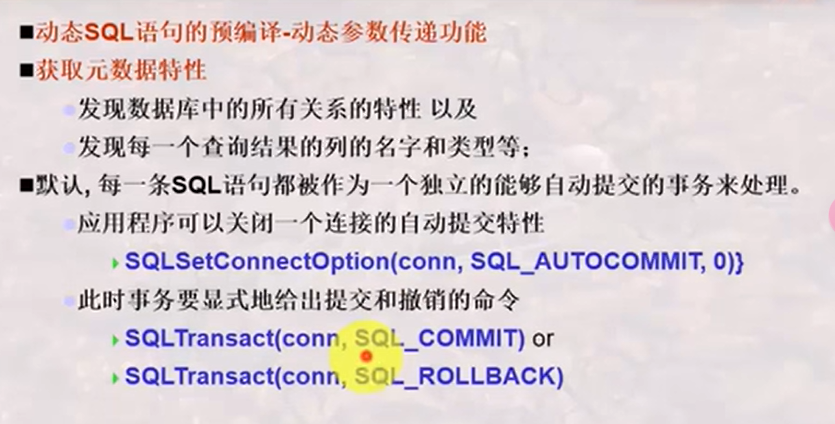 ■动态SQL语句的预编译-动态参数传递功能
■获取元数据特性
●发现数据库中的所有关系的特性 以及
●发现每一个查询结果的列的名字和类型等;
■默认, 每一条SQL语句都被作为一个独立的能够自动提交的事务来处理。
●应用程序可以关闭一个连接的自动提交特性
SQLSetConnectOption(conn, SQL_AUTOCOMMIT, 0)}
●此时事务要显式地给出提交和撤销的命令
SQLTransact(conn, SQL_COMMIT) or
SQLTransact(conn, SQL_ROLLBACK)